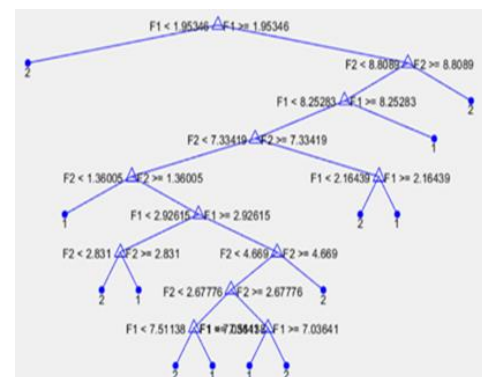 F1 < 1.95346 F1 >= 1.95346
2 F2 < 8.8089 F2 >= 8.8089
F1 < 8.25283 F1 >= 8.25283 2
F2 < 7.33419 F2 >= 7.33419 1
F2 < 1.36005 F2 >= 1.36005 F1 < 2.16439 F1 >= 2.16439
1 F1 < 2.92615 F1 >= 2.92615 2 1
F2 < 2.831 F2 >= 2.831 F2 < 4.669 F2 >= 4.669
2 1 F2 < 2.67776 F2 >= 2.67776 2
F1 < 7.51138 F1 >= 7.03641
2 1 1 2